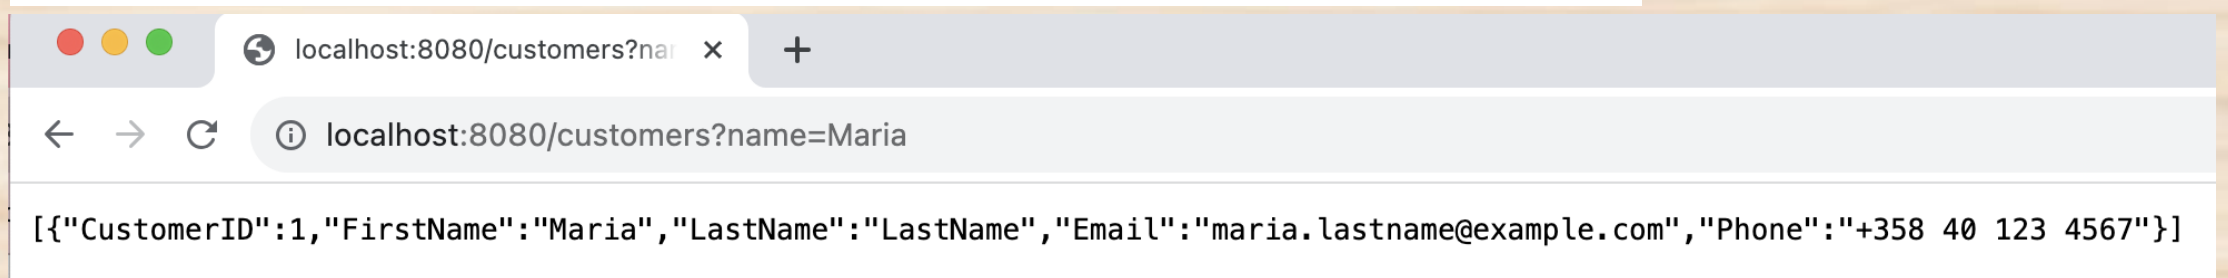 localhost:8080/customers?nar
localhost:8080/customers?name=Maria
[{"CustomerID":1,"FirstName":"Maria","LastName":"LastName","Email":"maria.lastname@example.com","Phone":"+358 40 123 4567"}]